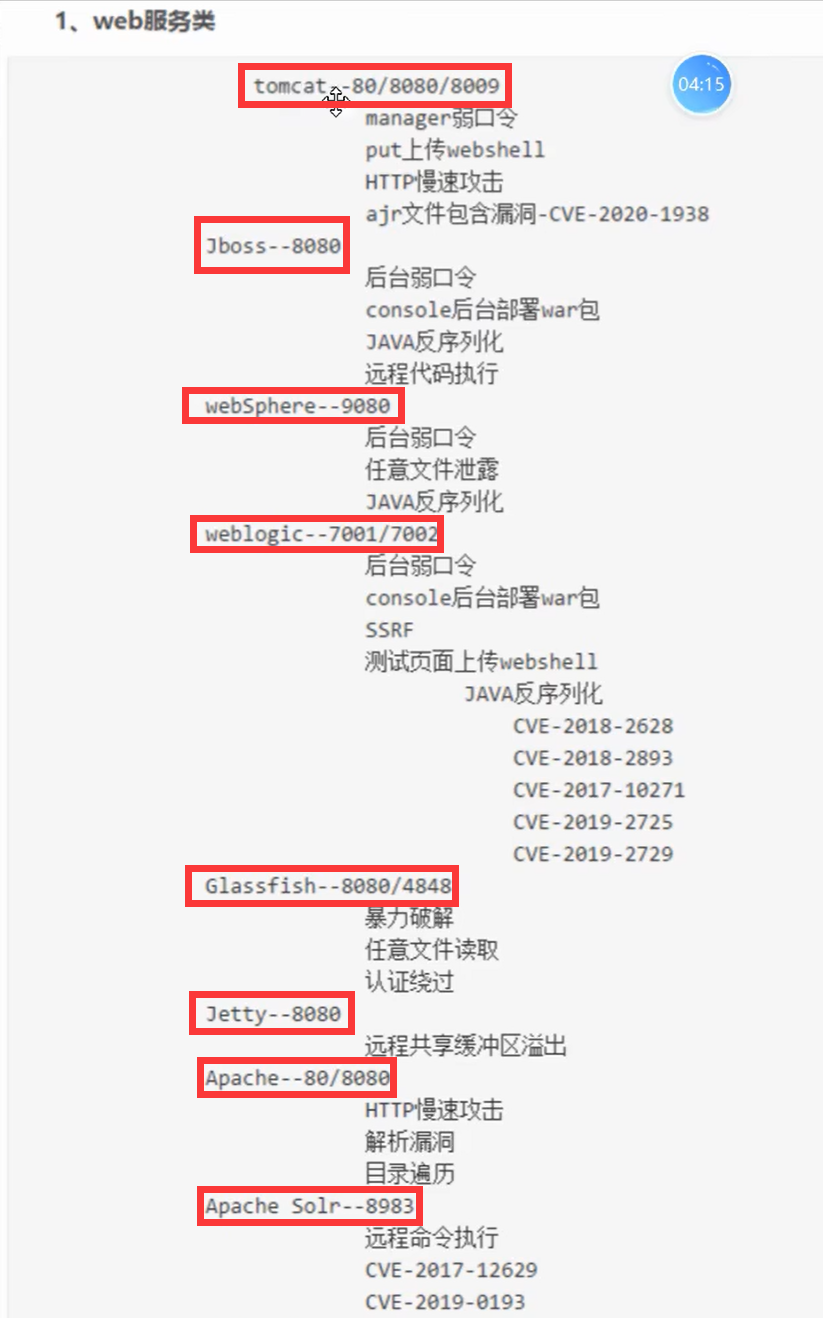 1、web服务类
04:15
tomcat--80/8080/8009
manager弱口令
put上传webshell
HTTP慢速攻击
ajr文件包含漏洞-CVE-2020-1938
Jboss--8080
后台弱口令
console后台部署war包
JAVA反序列化
远程代码执行
webSphere--9080
后台弱口令
任意文件泄露
JAVA反序列化
weblogic--7001/7002
后台弱口令
console后台部署war包
SSRF
测试页面上传webshell
JAVA反序列化
CVE-2018-2628
CVE-2018-2893
CVE-2017-10271
CVE-2019-2725
CVE-2019-2729
Glassfish--8080/4848
暴力破解
任意文件读取
认证绕过
Jetty--8080
远程共享缓冲区溢出
Apache--80/8080
HTTP慢速攻击
解析漏洞
目录遍历
Apache Solr--8983
远程命令执行
CVE-2017-12629
CVE-2019-0193